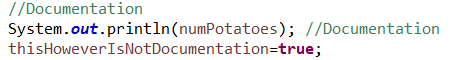 //Documentation
System.out.println(numPotatoes); //Documentation
thisHoweverIsNotDocumentation=true;